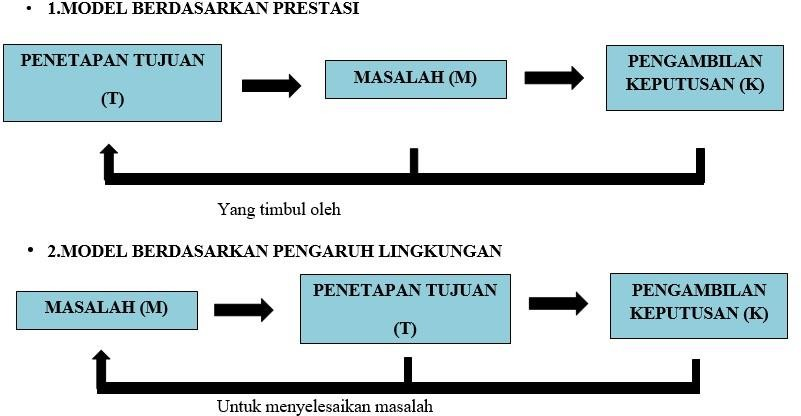 • 1.MODEL BERDASARKAN PRESTASI
PENETAPAN TUJUAN
(T)
MASALAH (M)
PENGAMBILAN
KEPUTUSAN (K)
Yang timbul oleh
• 2.MODEL BERDASARKAN PENGARUH LINGKUNGAN
MASALAH (M)
PENETAPAN TUJUAN
(T)
PENGAMBILAN
KEPUTUSAN (K)
Untuk menyelesaikan masalah